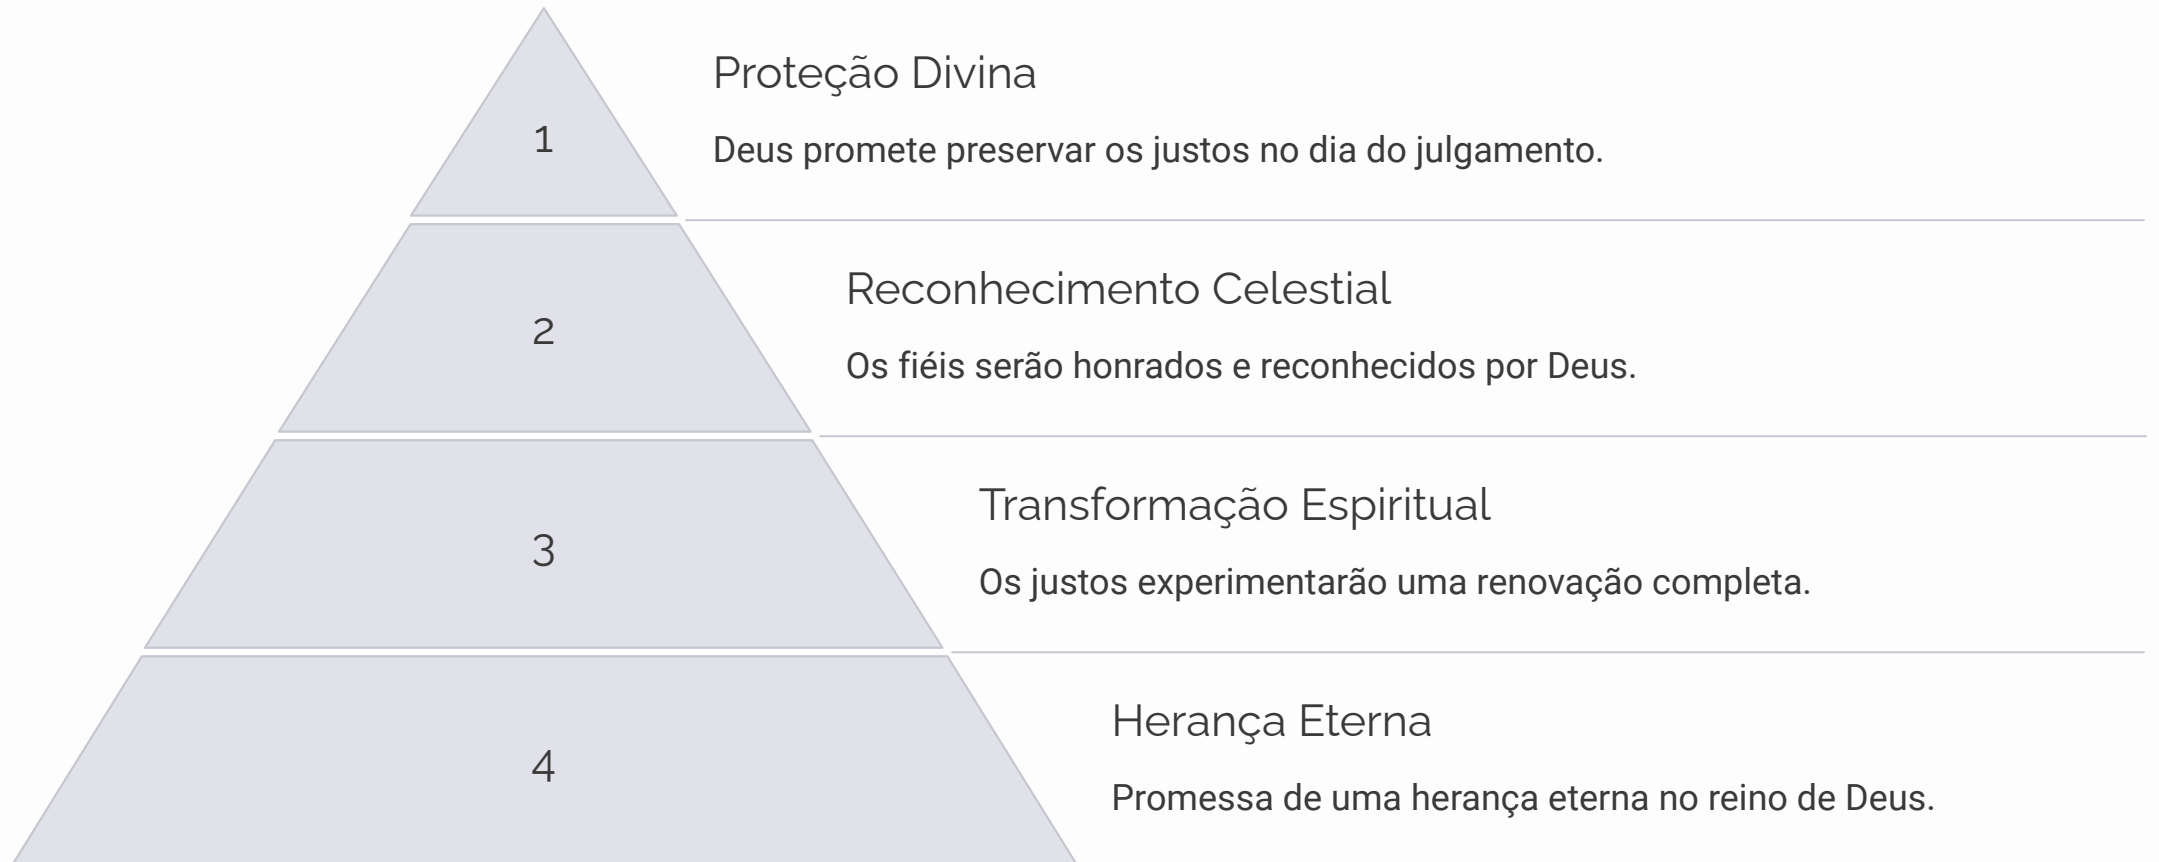 1
Proteção Divina
Deus promete preservar os justos no dia do julgamento.
2
Reconhecimento Celestial
Os fiéis serão honrados e reconhecidos por Deus.
3
Transformação Espiritual
Os justos experimentarão uma renovação completa.
4
Herança Eterna
Promessa de uma herança eterna no reino de Deus.